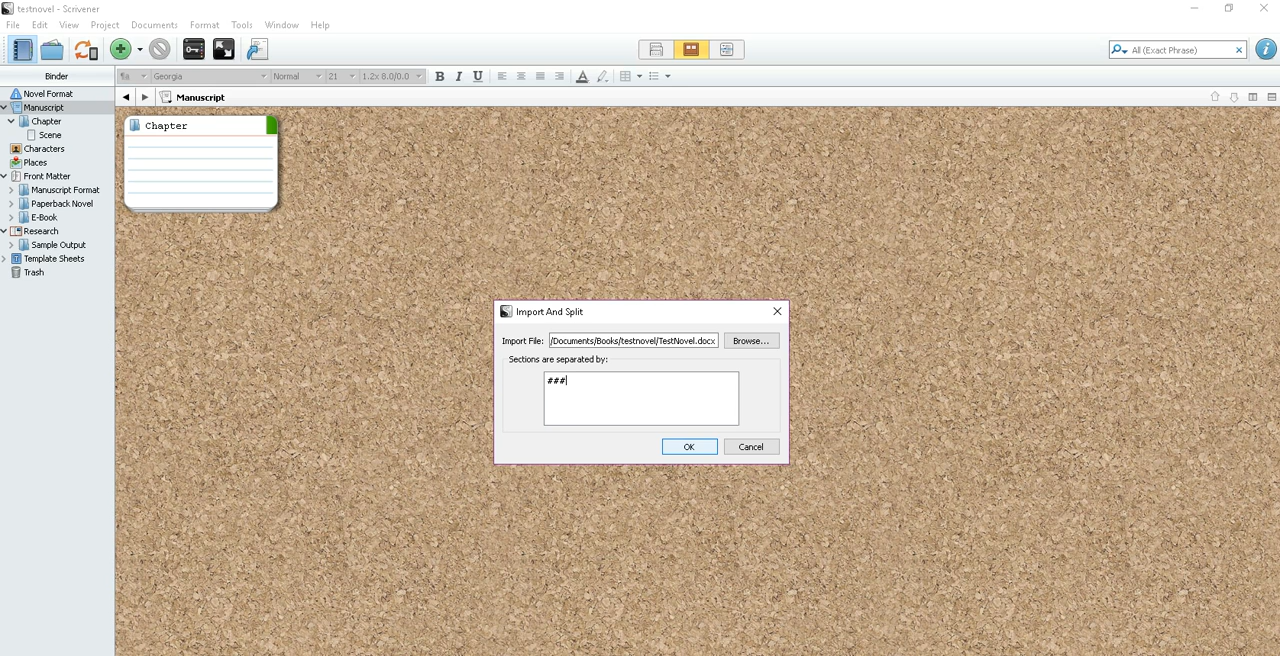 testnovel - Scrivener
File Edit View Project Documents Format Tools Window Help
All (Exact Phrase)
Binder
Georgia Normal 21 1.2x 8.0/0.0 B I U A
Manuscript
Novel Format
Manuscript
Chapter
Scene
Characters
Places
Front Matter
Manuscript Format
Paperback Novel
E-Book
Research
Sample Output
Template Sheets
Trash
Chapter
Import And Split
Import File: /Documents/Books/testnovel/TestNovel.docx Browse...
Sections are separated by:
###
OK Cancel